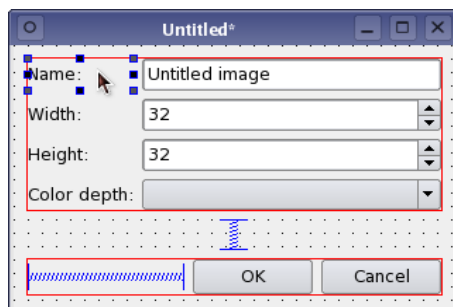 Untitled*
Name: Untitled image
Width: 32
Height: 32
Color depth:
OK Cancel